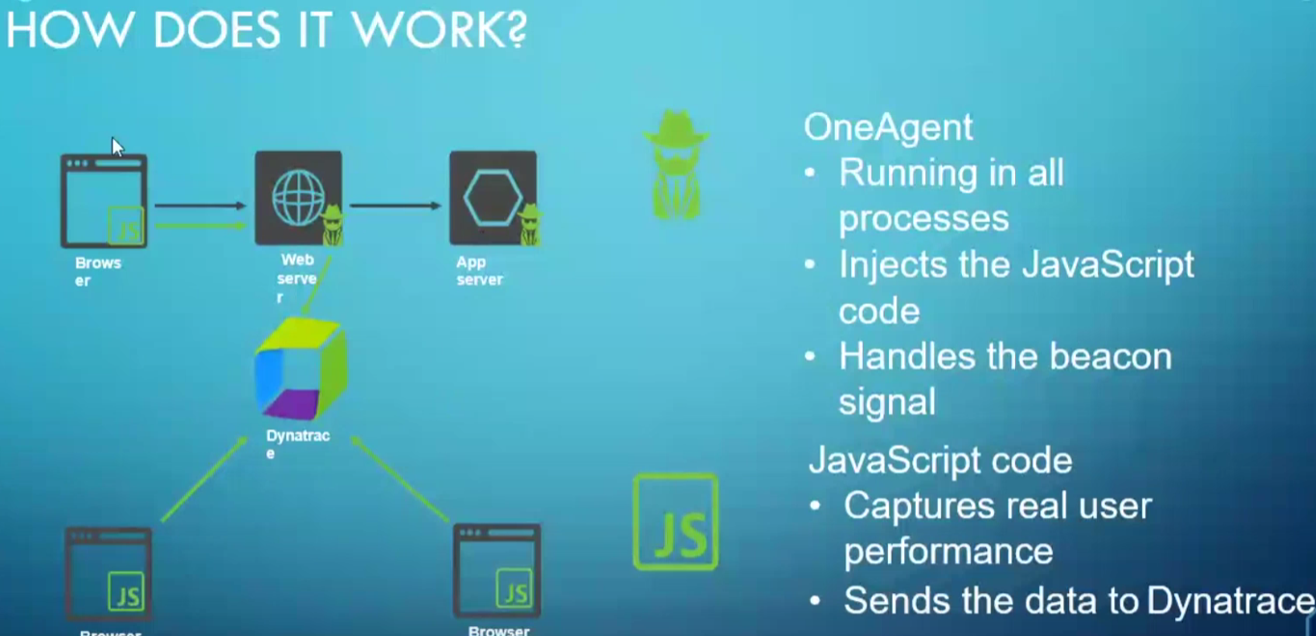 HOW DOES IT WORK?
JS
Brows
er
Web
serve
r
App
server
Dynatrac
e
JS
Browser
JS
Browser
OneAgent
• Running in all
processes
• Injects the JavaScript
code
• Handles the beacon
signal
JS
JavaScript code
• Captures real user
performance
• Sends the data to Dynatrace